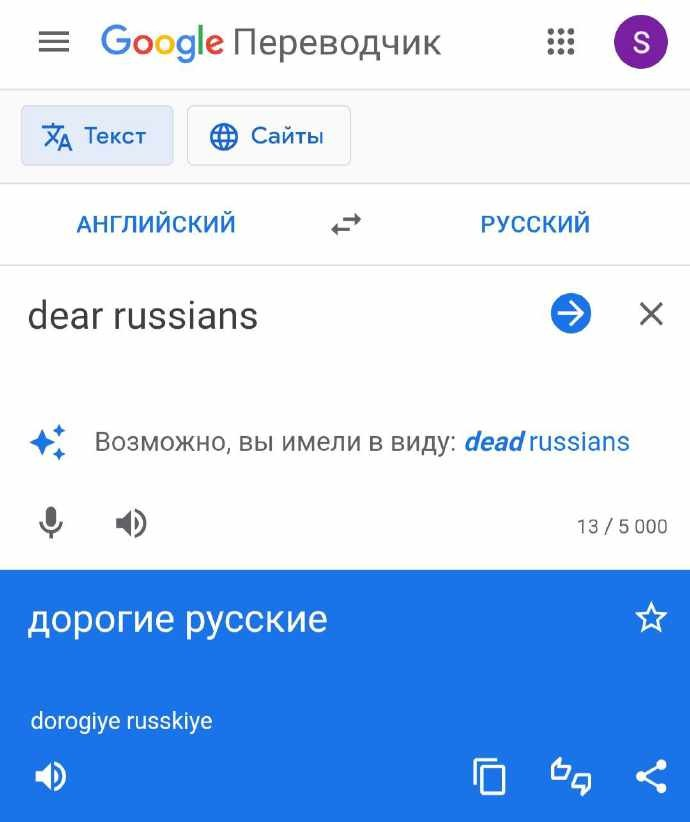 Google Переводчик
S
Текст
Сайты
АНГЛИЙСКИЙ
РУССКИЙ
dear russians
Возможно, вы имели в виду: dead russians
13 / 5 000
дорогие русские
dorogiye russkiye